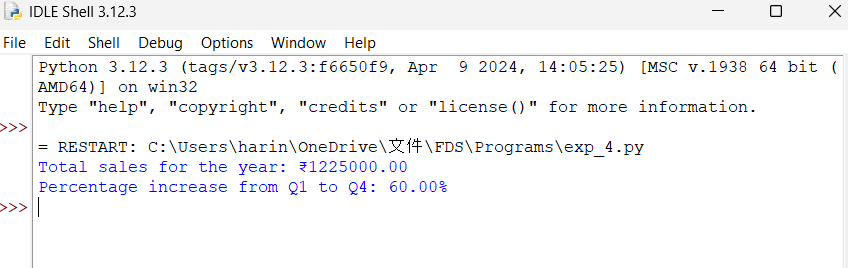 IDLE Shell 3.12.3
File Edit Shell Debug Options Window Help
Python 3.12.3 (tags/v3.12.3:f6650f9, Apr  9 2024, 14:05:25) [MSC v.1938 64 bit (
AMD64)] on win32
Type "help", "copyright", "credits" or "license()" for more information.
>>>
= RESTART: C:\Users\harin\OneDrive\文件\FDS\Programs\exp_4.py
Total sales for the year: ₹1225000.00
Percentage increase from Q1 to Q4: 60.00%
>>>